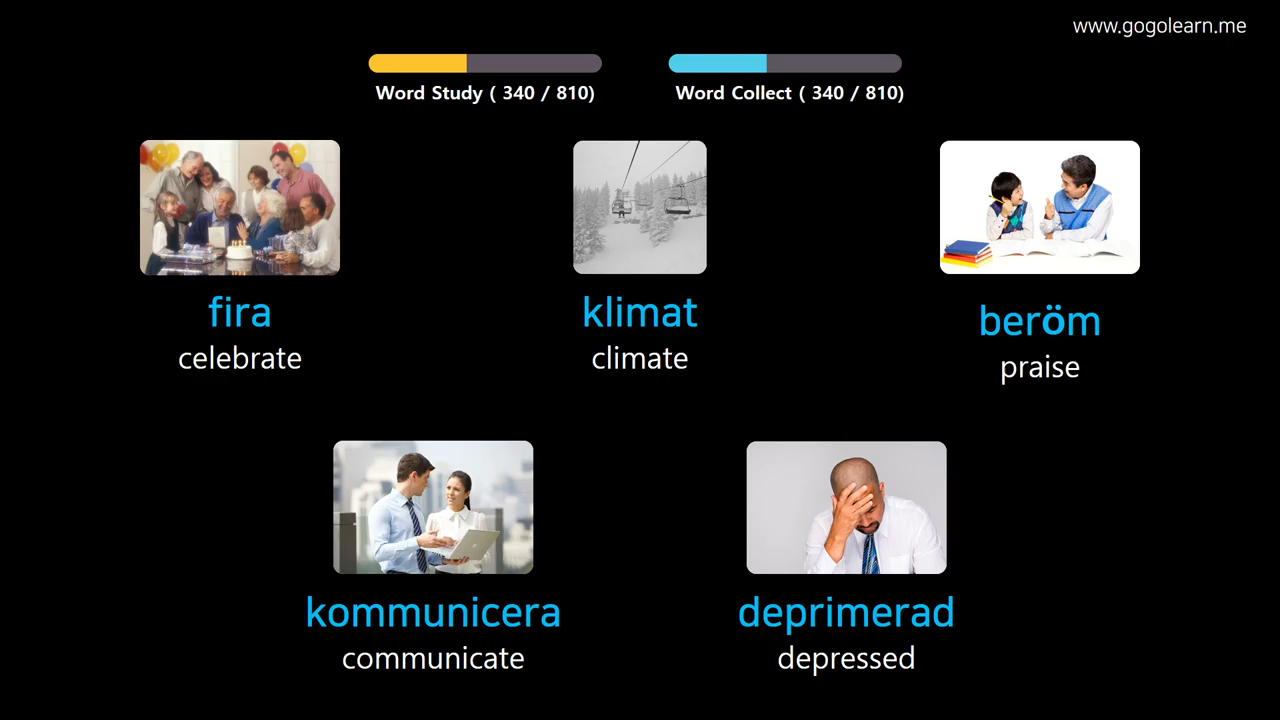 www.gogolearn.me
Word Study ( 340 / 810)
Word Collect ( 340 / 810)
fira
celebrate
klimat
climate
beröm
praise
kommunicera
communicate
deprimerad
depressed